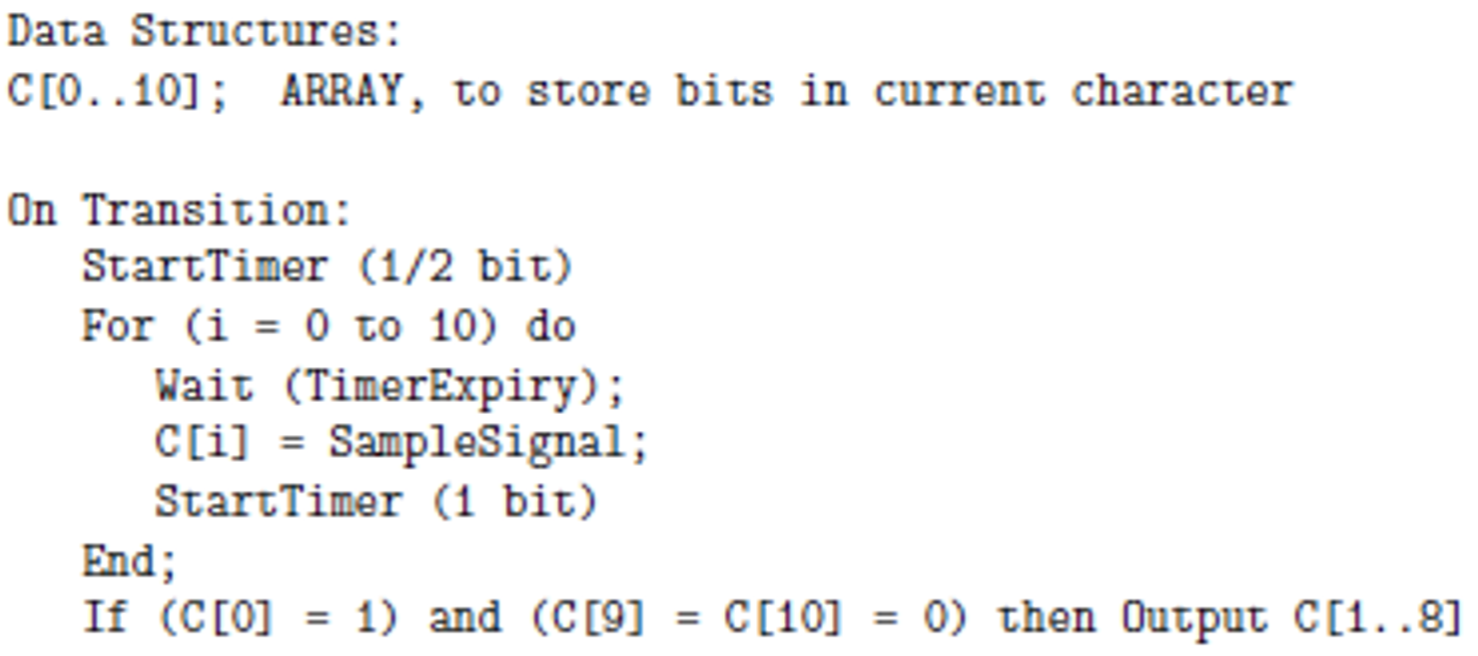 Data Structures:
C[0..10];  ARRAY, to store bits in current character
On Transition:
StartTimer (1/2 bit)
For (i = 0 to 10) do
Wait (TimerExpiry);
C[i] = SampleSignal;
StartTimer (1 bit)
End;
If (C[0] = 1) and (C[9] = C[10] = 0) then Output C[1..8]